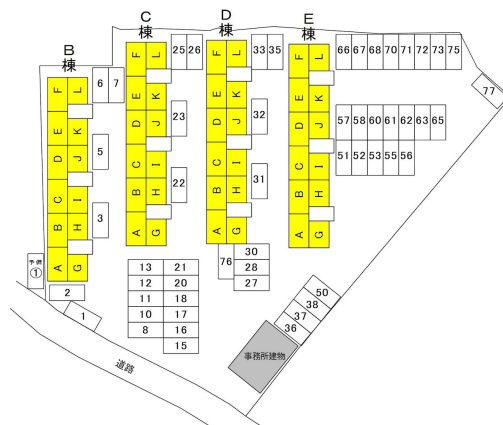 B
棟
C
棟
D
棟
E
棟
F L
E K
D J
C I
B H
A G
F L
E K
D J
C I
B H
A G
F L
E K
D J
C I
B H
A G
F L
E K
D J
C I
B H
A G
6 7
5
3
2
1
予備
①
25 26
23
22
33 35
32
31
66 67 68 70 71 72 73 75
77
57 58 60 61 62 63 65
51 52 53 55 56
76
30
28
27
13 21
12 20
11 18
10 17
8 16
15
50
38
37
36
事務所建物
道路